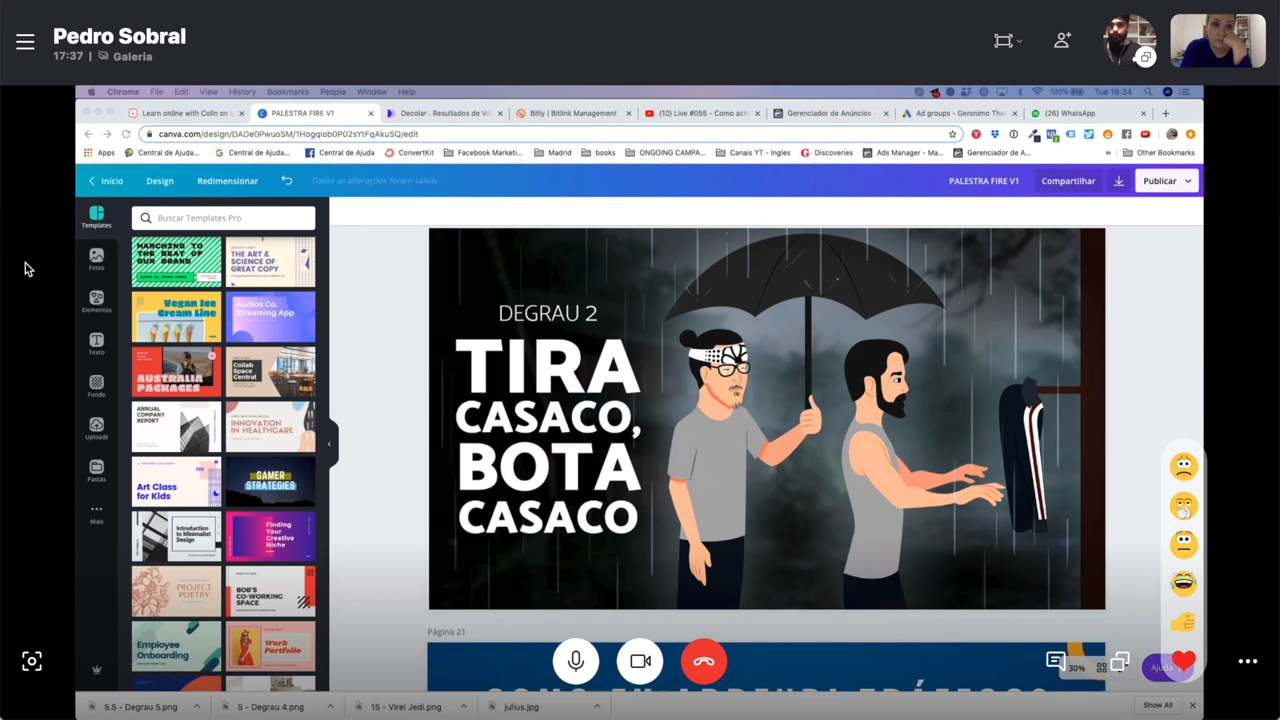 Pedro Sobral
17:37 | Galeria
Chrome File Edit View History Bookmarks People Window Help
100% Tue 18:34
Learn online with Colin on
PALESTRA FIRE V1
Decolar . Resultados de Vo
Bitly | Bitlink Management
(10) Live #055 - Como ach
Gerenciador de Anúncios
Ad groups - Geronimo The
(26) WhatsApp
canva.com/design/DADe0PwuoSM/1Hogqiob0P02sYtFqAkuSQ/edit
Apps
Central de Ajuda...
Central de Ajuda...
Central de Ajuda
ConvertKit
Facebook Marketi...
Madrid
books
ONGOING CAMPA...
Canais YT - Ingles
Discoveries
Ads Manager - Ma...
Gerenciador de A...
»
Other Bookmarks
Início
Design
Redimensionar
Todas as alterações foram salvas
PALESTRA FIRE V1
Compartilhar
Publicar
Templates
Fotos
Elementos
Texto
Fundo
Uploads
Pastas
Mais
Buscar Templates Pro
MARCHING TO
THE BEAT OF
OUR BRAND
THE ART &
SCIENCE OF
GREAT COPY
Vegan Ice
Cream Line
Audios Co.
Streaming App
AUSTRALIA
PACKAGES
Collab
Space
Central
ANNUAL
COMPANY
REPORT
INNOVATION
IN HEALTHCARE
Art Class
for Kids
GAMER
STRATEGIES
Introduction
to Minimalist
Design
Finding
Your
Creative
Niche
PROJECT
POETRY
BOB'S
CO-WORKING
SPACE
Employee
Onboarding
Work
Portfolio
DEGRAU 2
TIRA
CASACO,
BOTA
CASACO
Página 21
30%
Ajuda
5.5 - Degrau 5.png
5 - Degrau 4.png
15 - Virei Jedi.png
julius.jpg
Show All